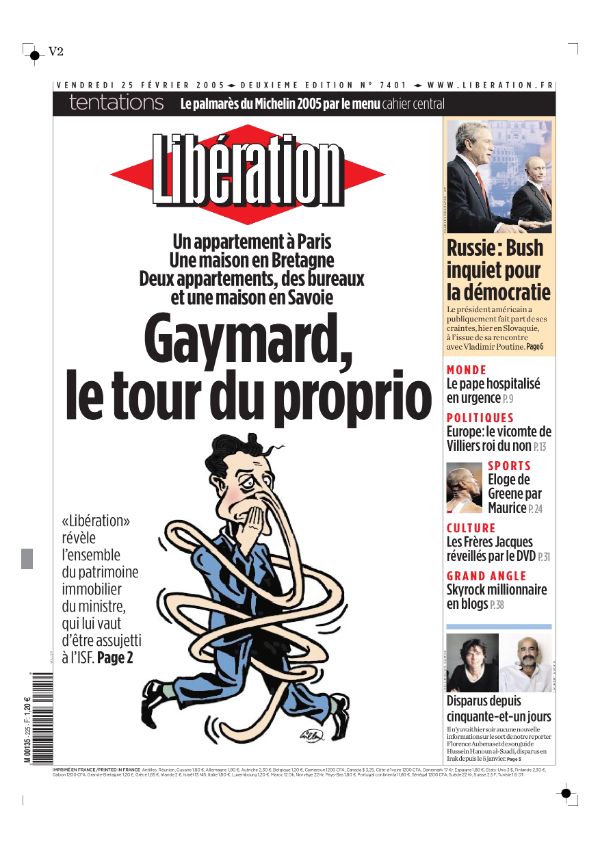 V2
VENDREDI 25 FÉVRIER 2005 DEUXIEME EDITION N° 7401 WWW.LIBERATION.FR
tentations Le palmarès du Michelin 2005 par le menu cahier central
Libération
Un appartement à Paris
Une maison en Bretagne
Deux appartements, des bureaux
et une maison en Savoie
Gaymard,
le tour du proprio
«Libération»
révèle
l'ensemble
du patrimoine
immobilier
du ministre,
qui lui vaut
d'être assujetti
à l'ISF. Page 2
Russie: Bush
inquiet pour
la démocratie
Le président américain a
publiquement fait part de ses
craintes, hier en Slovaquie,
à l'issue de sa rencontre
avec Vladimir Poutine. Page 6
MONDE
Le pape hospitalisé
en urgence P.9
POLITIQUES
Europe: le vicomte de
Villiers roi du non P.13
SPORTS
Eloge de
Greene par
Maurice P.24
CULTURE
Les Frères Jacques
réveillés par le DVD P.31
GRAND ANGLE
Skyrock millionnaire
en blogs P.38
Disparus depuis
cinquante-et-un jours
Il n'y avait hier soir aucune nouvelle
information sur le sort de notre reporter
Florence Aubenas et de son guide
Hussein Hanoun al-Saadi, disparus en
Irak depuis le 5 janvier. Page 5
M 00135 - 225 - F: 1,20 €
IMPRIMÉ EN FRANCE / PRINTED IN FRANCE